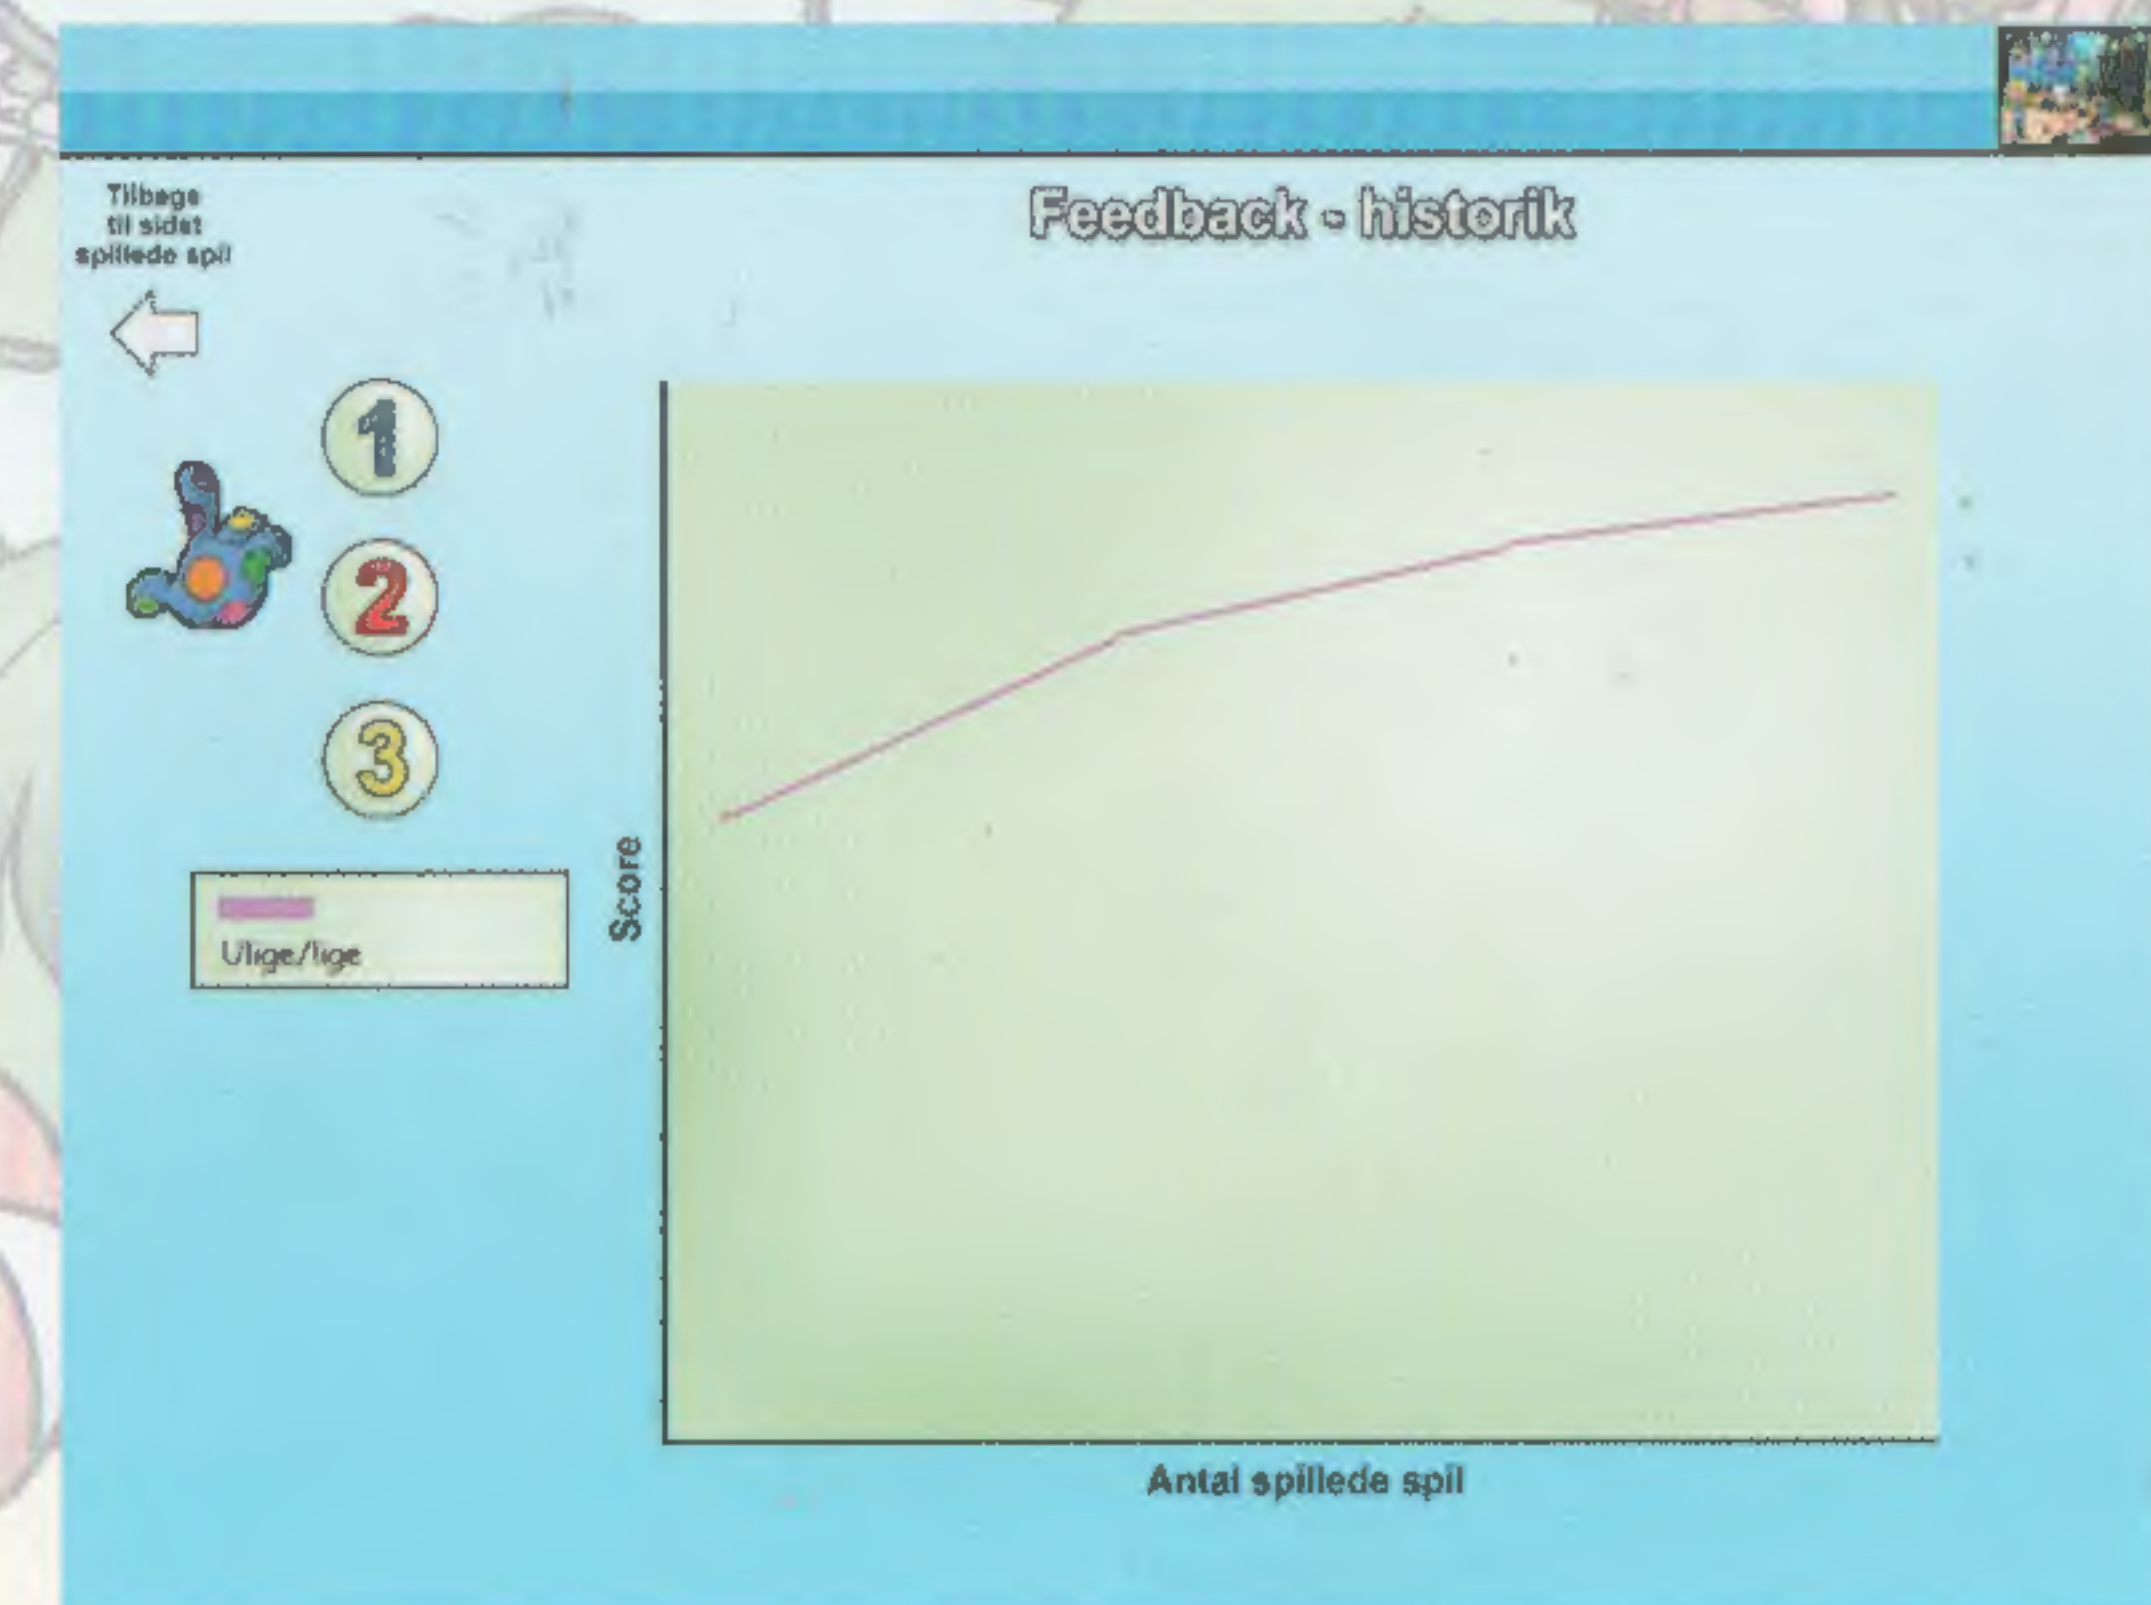 Tilbage
til sidst
spillede spil
Feedback - historik
1
2
3
Ulige/lige
Score
Antal spillede spil